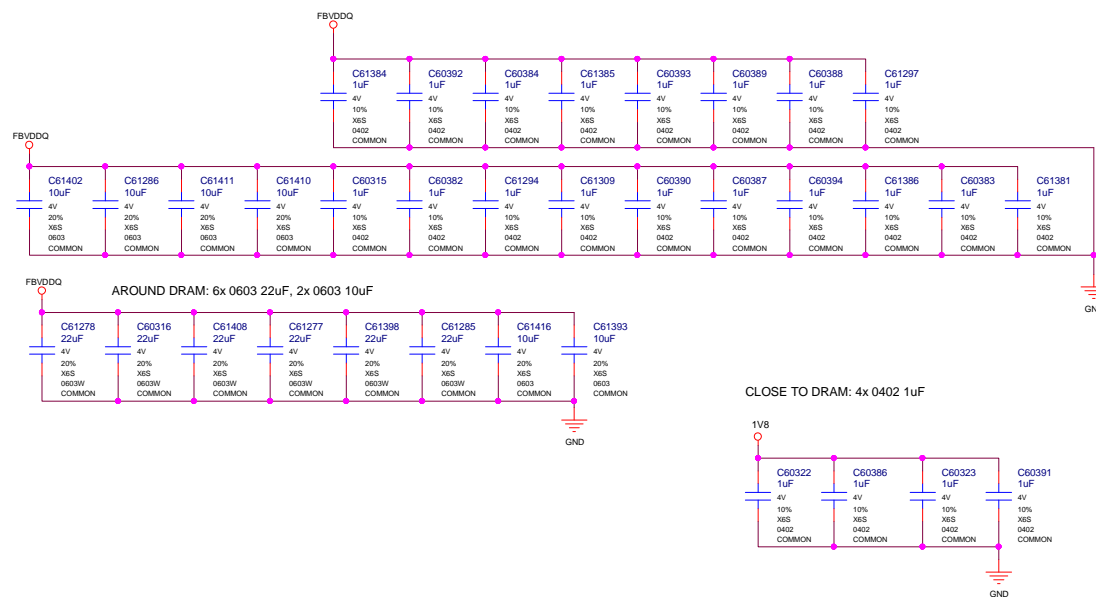 FBVDDQ
C61384
1uF
4V
10%
X6S
0402
COMMON
C60392
1uF
4V
10%
X6S
0402
COMMON
C60384
1uF
4V
10%
X6S
0402
COMMON
C61385
1uF
4V
10%
X6S
0402
COMMON
C60393
1uF
4V
10%
X6S
0402
COMMON
C60389
1uF
4V
10%
X6S
0402
COMMON
C60388
1uF
4V
10%
X6S
0402
COMMON
C61297
1uF
4V
10%
X6S
0402
COMMON
FBVDDQ
C61402
10uF
4V
20%
X6S
0603
COMMON
C61286
10uF
4V
20%
X6S
0603
COMMON
C61411
10uF
4V
20%
X6S
0603
COMMON
C61410
10uF
4V
20%
X6S
0603
COMMON
C60315
1uF
4V
10%
X6S
0402
COMMON
C60382
1uF
4V
10%
X6S
0402
COMMON
C61294
1uF
4V
10%
X6S
0402
COMMON
C61309
1uF
4V
10%
X6S
0402
COMMON
C60390
1uF
4V
10%
X6S
0402
COMMON
C60387
1uF
4V
10%
X6S
0402
COMMON
C60394
1uF
4V
10%
X6S
0402
COMMON
C61386
1uF
4V
10%
X6S
0402
COMMON
C60383
1uF
4V
10%
X6S
0402
COMMON
C61381
1uF
4V
10%
X6S
0402
COMMON
GN
FBVDDQ
AROUND DRAM: 6x 0603 22uF, 2x 0603 10uF
C61278
22uF
4V
20%
X6S
0603W
COMMON
C60316
22uF
4V
20%
X6S
0603W
COMMON
C61408
22uF
4V
20%
X6S
0603W
COMMON
C61277
22uF
4V
20%
X6S
0603W
COMMON
C61398
22uF
4V
20%
X6S
0603W
COMMON
C61285
22uF
4V
20%
X6S
0603W
COMMON
C61416
10uF
4V
20%
X6S
0603
COMMON
C61393
10uF
4V
20%
X6S
0603
COMMON
GND
CLOSE TO DRAM: 4x 0402 1uF
1V8
C60322
1uF
4V
10%
X6S
0402
COMMON
C60386
1uF
4V
10%
X6S
0402
COMMON
C60323
1uF
4V
10%
X6S
0402
COMMON
C60391
1uF
4V
10%
X6S
0402
COMMON
GND